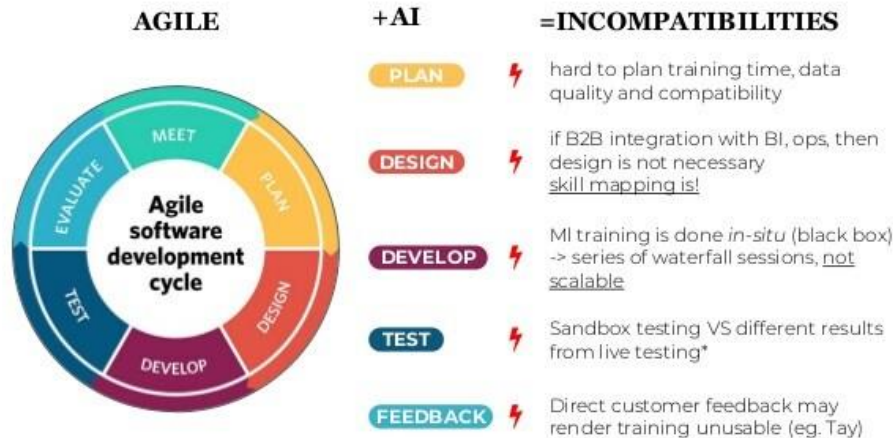 AGILE
+AI
=INCOMPATIBILITIES
MEET
PLAN
DESIGN
DEVELOP
TEST
EVALUATE
Agile
software
development
cycle
PLAN
hard to plan training time, data
quality and compatibility
DESIGN
if B2B integration with BI, ops, then
design is not necessary
skill mapping is!
DEVELOP
Ml training is done in-situ (black box)
-> series of waterfall sessions, not
scalable
TEST
Sandbox testing VS different results
from live testing*
FEEDBACK
Direct customer feedback may
render training unusable (eg. Tay)